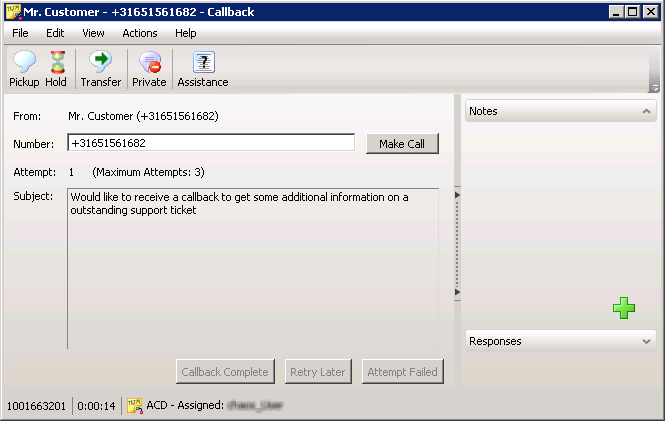 Mr. Customer - +31651561682 - Callback
File Edit View Actions Help
Pickup Hold Transfer Private Assistance
From: Mr. Customer (+31651561682)
Number: +31651561682 Make Call
Attempt: 1 (Maximum Attempts: 3)
Subject: Would like to receive a callback to get some additional information on a
outstanding support ticket
Callback Complete Retry Later Attempt Failed
Notes
Responses
1001663201 0:00:14 ACD - Assigned: